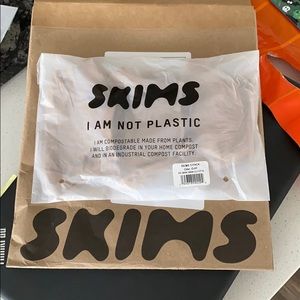 SKIMS
I AM NOT PLASTIC
I AM COMPOSTABLE MADE FROM PLANTS.
I WILL BIODEGRADE IN YOUR HOME COMPOST
AND IN AN INDUSTRIAL COMPOST FACILITY.
SKIMS